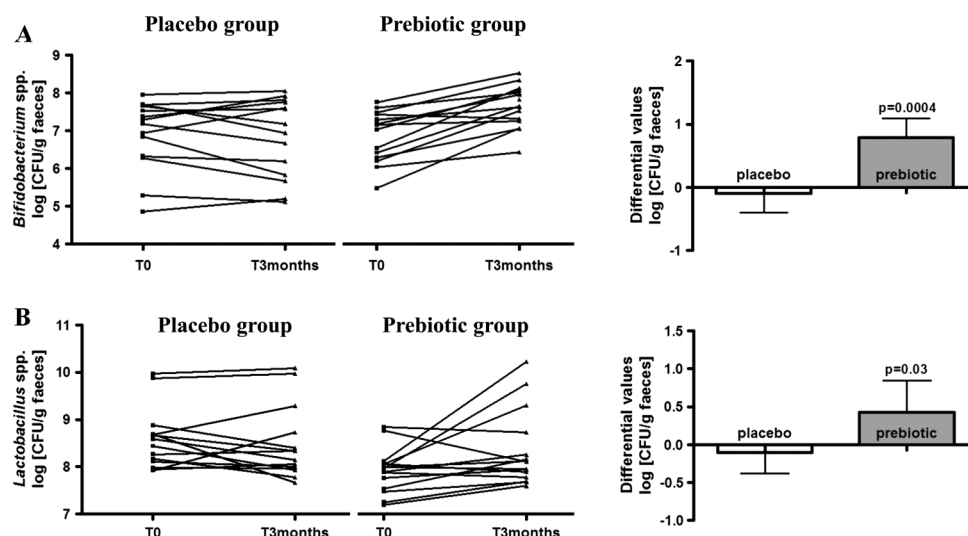 A
Placebo group
Prebiotic group
Bifidobacterium spp.
log [CFU/g faeces]
9
8
7
6
5
4
T0
T3months
T0
T3months
Differential values
log [CFU/g faeces]
2
1
0
-1
p=0.0004
placebo
prebiotic
B
Placebo group
Prebiotic group
Lactobacillus spp.
log [CFU/g faeces]
11
10
9
8
7
T0
T3months
T0
T3months
Differential values
log [CFU/g faeces]
1.5
1.0
0.5
0.0
-0.5
-1.0
p=0.03
placebo
prebiotic